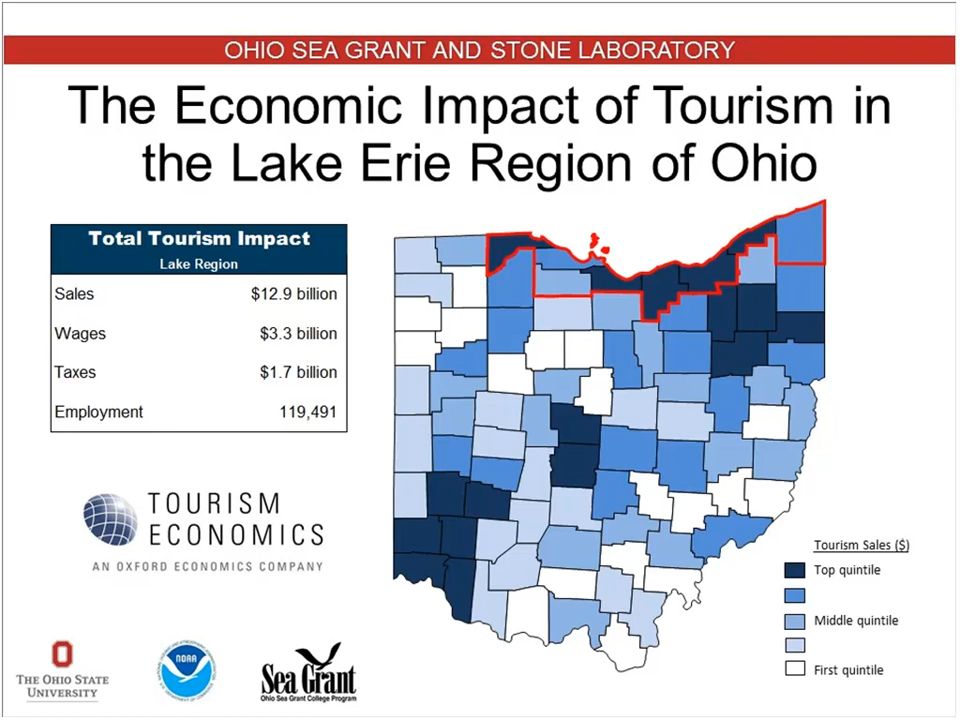 OHIO SEA GRANT AND STONE LABORATORY
The Economic Impact of Tourism in
the Lake Erie Region of Ohio
Total Tourism Impact
Lake Region
Sales $12.9 billion
Wages $3.3 billion
Taxes $1.7 billion
Employment 119,491
TOURISM
ECONOMICS
AN OXFORD ECONOMICS COMPANY
Tourism Sales ($)
Top quintile
Middle quintile
First quintile
THE OHIO STATE
UNIVERSITY
NOAA
Sea Grant
Ohio Sea Grant College Program